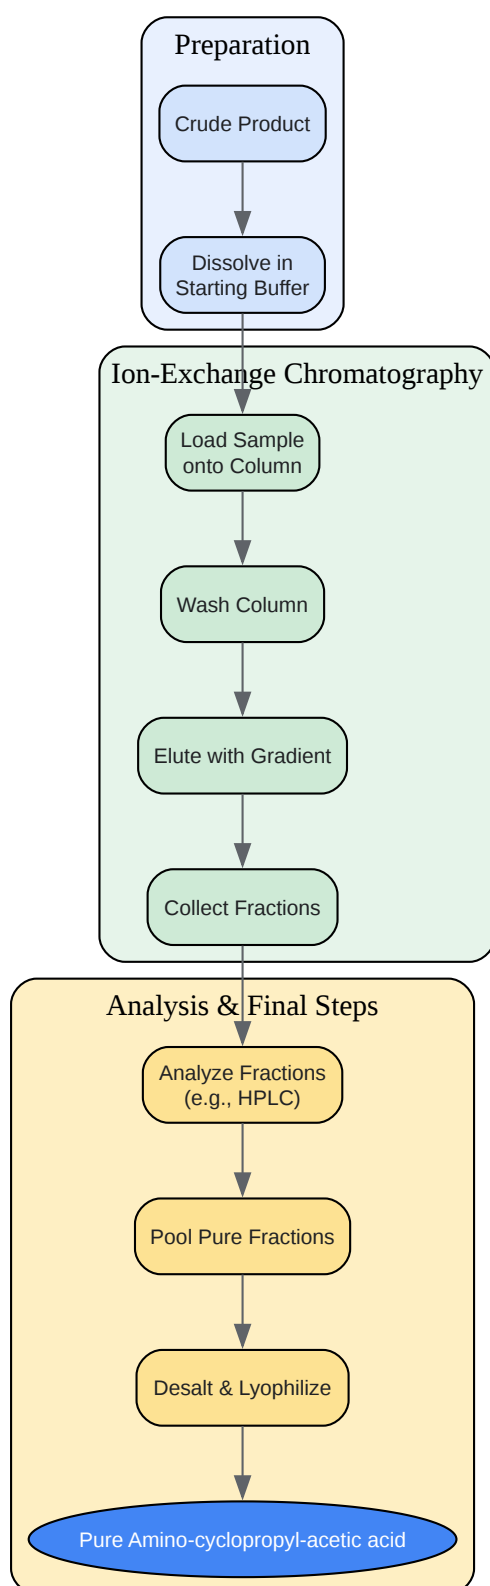 Preparation
Crude Product
Dissolve in
Starting Buffer
Ion-Exchange Chromatography
Load Sample
onto Column
Wash Column
Elute with Gradient
Collect Fractions
Analysis & Final Steps
Analyze Fractions
(e.g., HPLC)
Pool Pure Fractions
Desalt & Lyophilize
Pure Amino-cyclopropyl-acetic acid